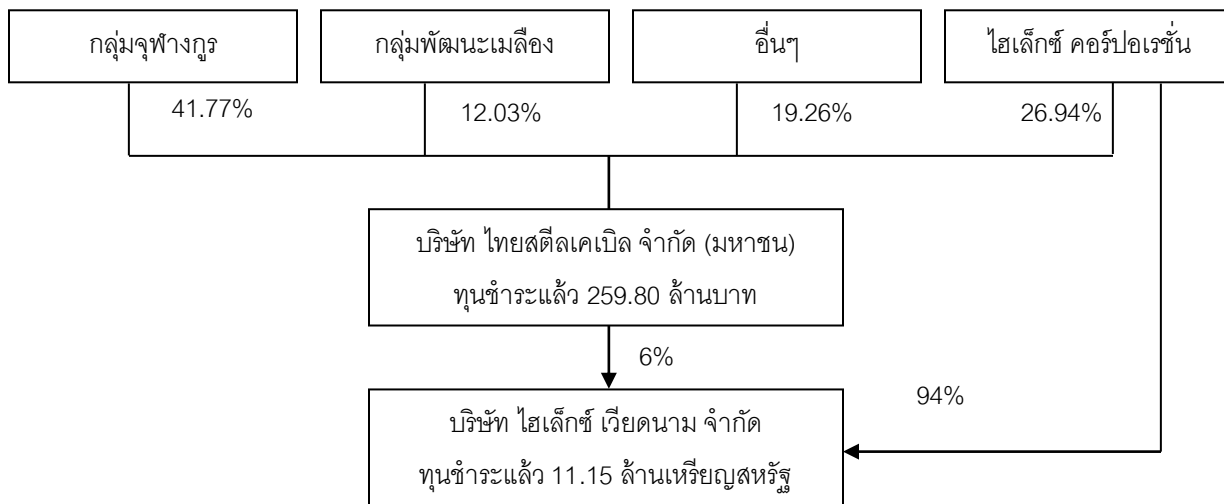 กลุ่มจุฬางกูร
กลุ่มพัฒนะเมลือง
อื่นๆ
ไฮเล็กซ์ คอร์ปอเรชั่น
41.77%
12.03%
19.26%
26.94%
บริษัท ไทยสตีลเคเบิล จำกัด (มหาชน)
ทุนชำระแล้ว 259.80 ล้านบาท
6%
94%
บริษัท ไฮเล็กซ์ เวียดนาม จำกัด
ทุนชำระแล้ว 11.15 ล้านเหรียญสหรัฐ